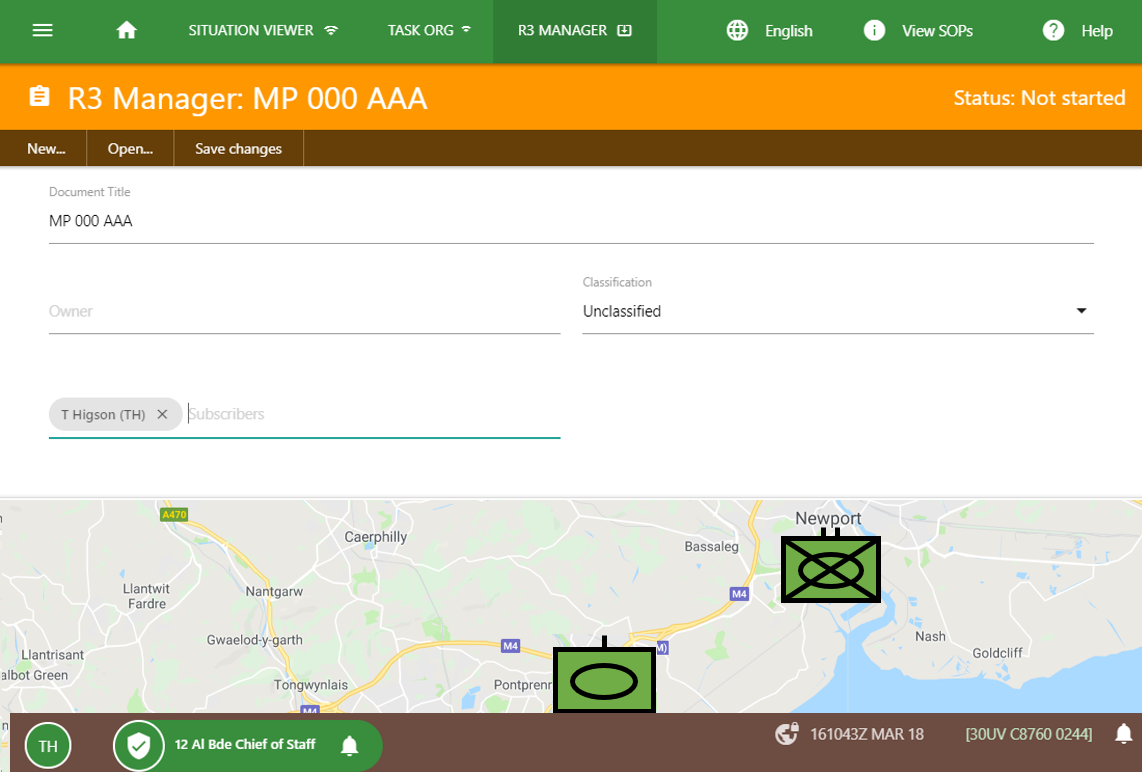 SITUATION VIEWER TASK ORG R3 MANAGER English i View SOPs ? Help
R3 Manager: MP 000 AAA Status: Not started
New... Open... Save changes
Document Title
MP 000 AAA
Classification
Owner Unclassified
T Higson (TH) Subscribers
A470
Newport
Caerphilly
Bassaleg
Llantwit
Fardre
Nantgarw
M4
Gwaelod-y-garth
Nash
M4
Goldcliff
Llantrisant
albot Green
Tongwynlais
Pontprenn
M4
TH 12 AI Bde Chief of Staff 161043Z MAR 18 [30UV C8760 0244]